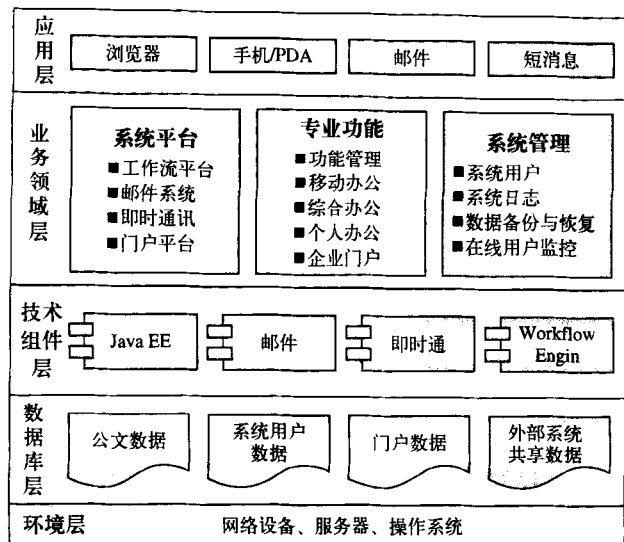 应用层
浏览器
手机/PDA
邮件
短消息
业务领域层
系统平台
■工作流平台
■邮件系统
■即时通讯
■门户平台
专业功能
■功能管理
■移动办公
■综合办公
■个人办公
■企业门户
系统管理
■系统用户
■系统日志
■数据备份与恢复
■在线用户监控
技术
组件
层
Java EE
邮件
即时通
Workflow
Engin
数据库层
公文数据
系统用户
数据
门户数据
外部系统
共享数据
环境层
网络设备、服务器、操作系统